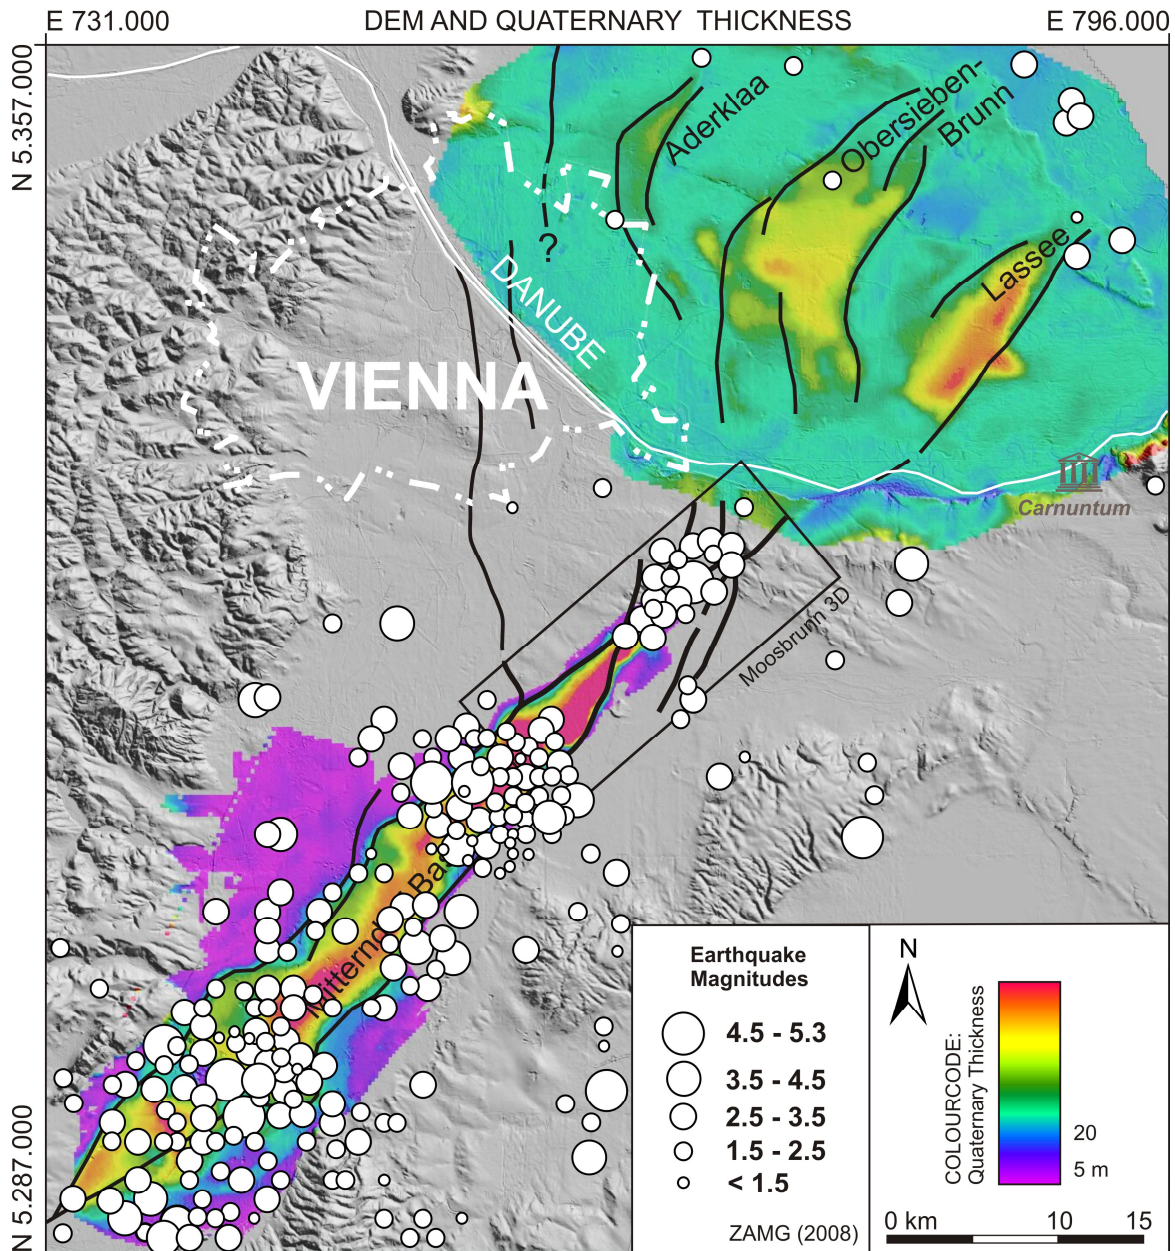 E 731.000
DEM AND QUATERNARY THICKNESS
E 796.000
N 5.357.000
Aderklaa
Obersieben-
Brunn
?
DANUBE
Lassee
VIENNA
Carnuntum
Moosbrunn 3D
Mitternd
Ba
N 5.287.000
Earthquake
Magnitudes
4.5 - 5.3
3.5 - 4.5
2.5 - 3.5
1.5 - 2.5
< 1.5
ZAMG (2008)
N
COLOURCODE:
Quaternary Thickness
20
5 m
0 km 10 15